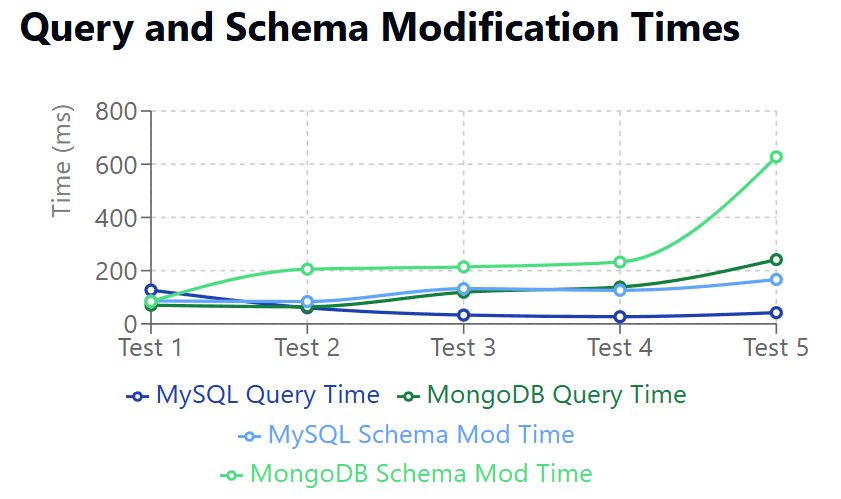 Query and Schema Modification Times
Time (ms)
800
600
400
200
0
Test 1 Test 2 Test 3 Test 4 Test 5
MySQL Query Time MongoDB Query Time
MySQL Schema Mod Time
MongoDB Schema Mod Time